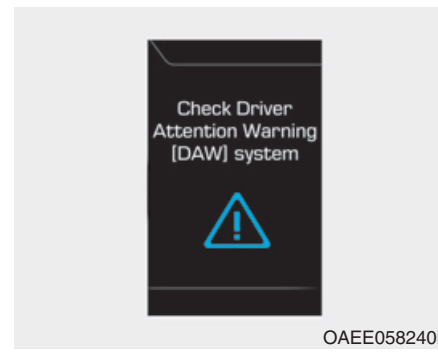 Check Driver
Attention Warning
[DAW] system
!
OAEE058240